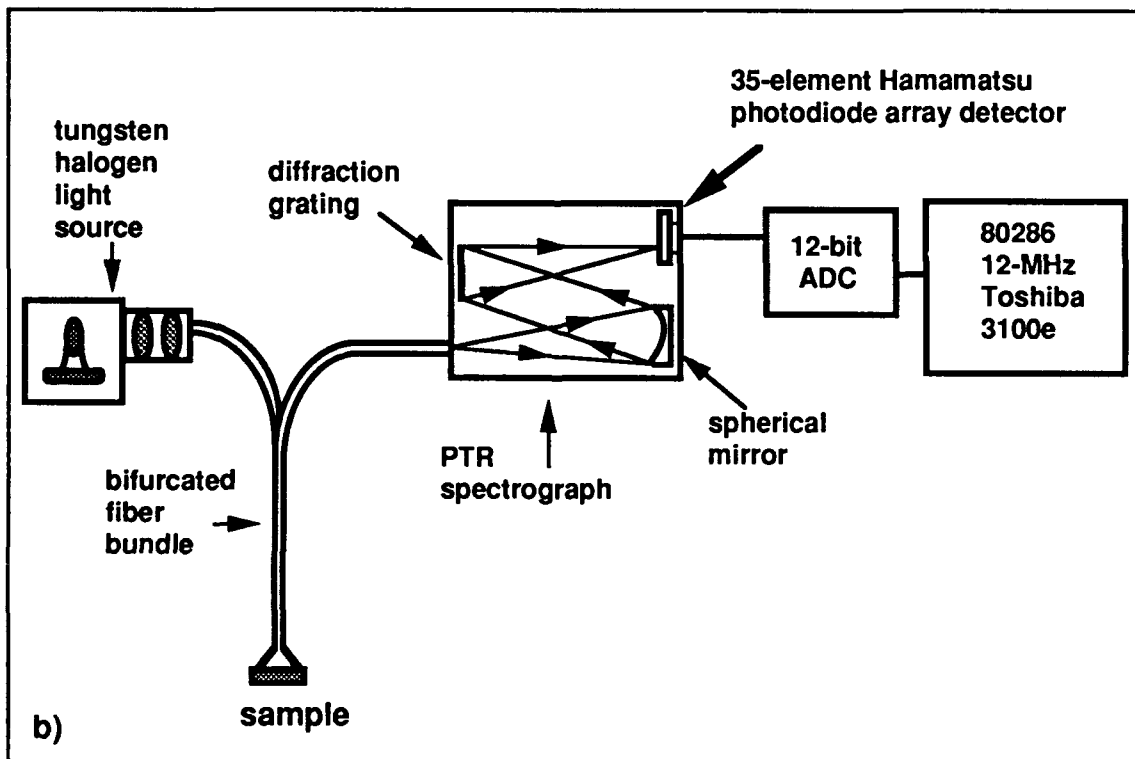 35-element Hamamatsu
photodiode array detector
tungsten
halogen
light
source
diffraction
grating
12-bit
ADC
80286
12-MHz
Toshiba
3100e
spherical
mirror
PTR
spectrograph
bifurcated
fiber
bundle
sample
b)